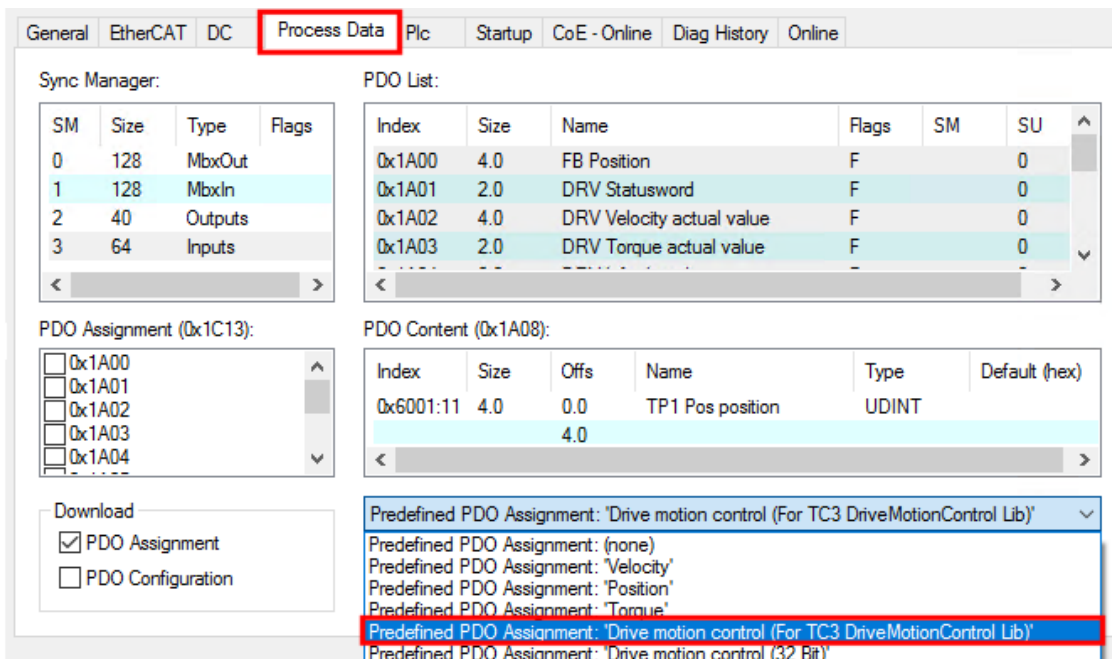 General EtherCAT DC Process Data Plc Startup CoE - Online Diag History Online
Sync Manager:
SM Size Type Flags
0 128 MbxOut
1 128 MbxIn
2 40 Outputs
3 64 Inputs
PDO List:
Index Size Name Flags SM SU
0x1A00 4.0 FB Position F 0
0x1A01 2.0 DRV Statusword F 0
0x1A02 4.0 DRV Velocity actual value F 0
0x1A03 2.0 DRV Torque actual value F 0
PDO Assignment (0x1C13):
0x1A00
0x1A01
0x1A02
0x1A03
0x1A04
PDO Content (0x1A08):
Index Size Offs Name Type Default (hex)
0x6001:11 4.0 0.0 TP1 Pos position UDINT
4.0
Download
PDO Assignment
PDO Configuration
Predefined PDO Assignment: 'Drive motion control (For TC3 DriveMotionControl Lib)'
Predefined PDO Assignment: (none)
Predefined PDO Assignment: 'Velocity'
Predefined PDO Assignment: 'Position'
Predefined PDO Assignment: 'Torque'
Predefined PDO Assignment: 'Drive motion control (For TC3 DriveMotionControl Lib)'
Predefined PDO Assignment: 'Drive motion control (32 Bit)'